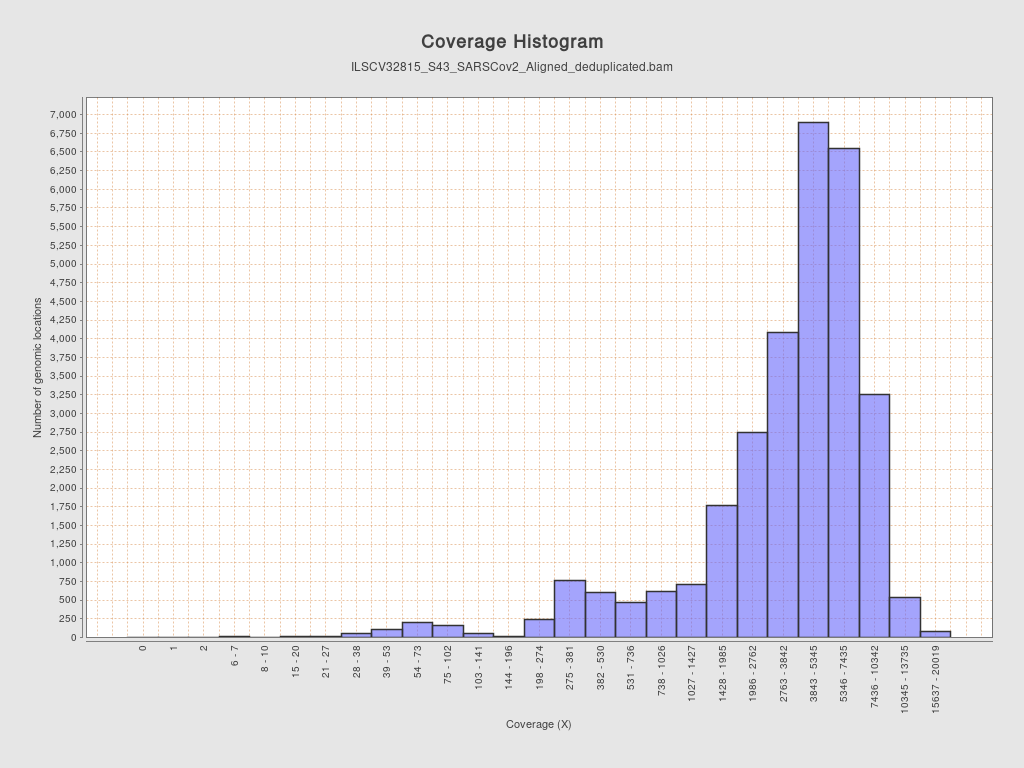 Coverage Histogram
ILSCV32815_S43_SARSCov2_Aligned_deduplicated.bam
Number of genomic locations
7,000
6,750
6,500
6,250
6,000
5,750
5,500
5,250
5,000
4,750
4,500
4,250
4,000
3,750
3,500
3,250
3,000
2,750
2,500
2,250
2,000
1,750
1,500
1,250
1,000
750
500
250
0
0
1
2
6 - 7
8 - 10
15 - 20
21 - 27
28 - 38
39 - 53
54 - 73
75 - 102
103 - 141
144 - 196
198 - 274
275 - 381
382 - 530
531 - 736
738 - 1026
1027 - 1427
1428 - 1985
1986 - 2762
2763 - 3842
3843 - 5345
5346 - 7435
7436 - 10342
10345 - 13735
15637 - 20019
Coverage (X)